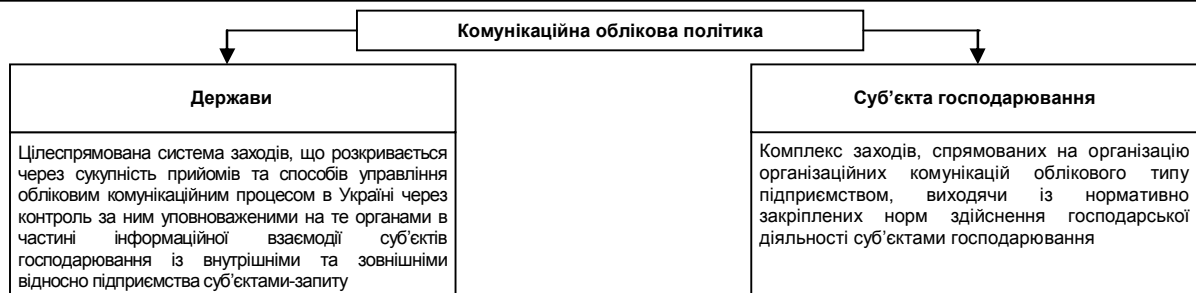 Комунікаційна облікова політика
Держави
Цілеспрямована система заходів, що розкривається
через сукупність прийомів та способів управління
обліковим комунікаційним процесом в Україні через
контроль за ним уповноваженими на те органами в
частині інформаційної взаємодії суб’єктів
господарювання із внутрішніми та зовнішніми
відносно підприємства суб’єктами-запиту
Суб’єкта господарювання
Комплекс заходів, спрямованих на організацію
організаційних комунікацій облікового типу
підприємством, виходячи із нормативно
закріплених норм здійснення господарської
діяльності суб’єктами господарювання